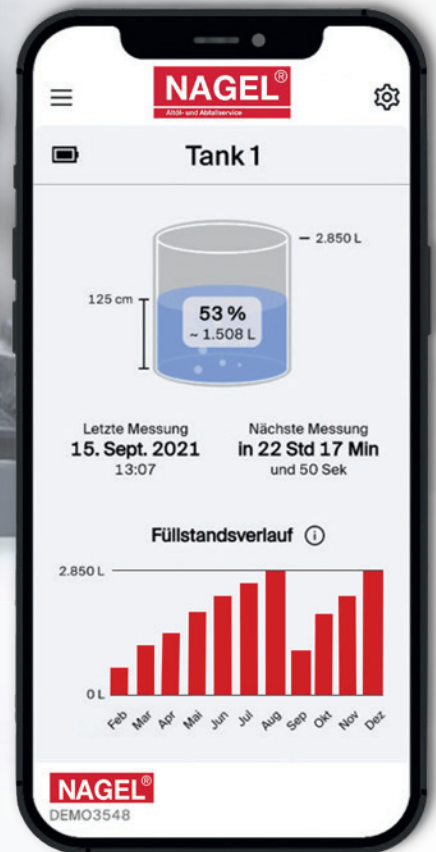 NAGEL®
Altöl- und Abfallservice
Tank 1
2.850 L
125 cm
53 %
~ 1.508 L
Letzte Messung
15. Sept. 2021
13:07
Nächste Messung
in 22 Std 17 Min
und 50 Sek
Füllstandsverlauf
2.850 L
0 L
Feb Mar Apr Mai Jun Jul Aug Sep Okt Nov Dez
NAGEL®
DEMO3548